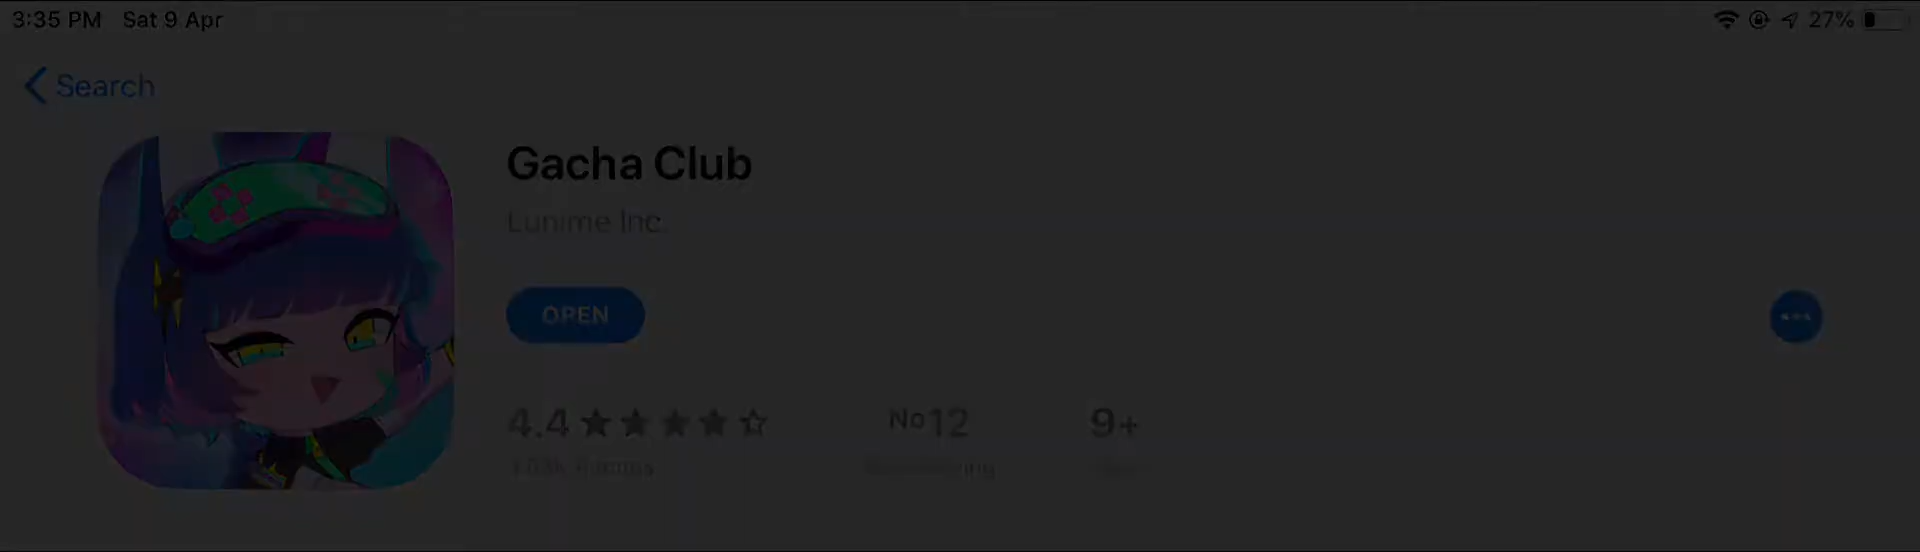 3:35 PM Sat 9 Apr
27%
Search
Gacha Club
Lunime Inc.
OPEN
4.4
No12
9+